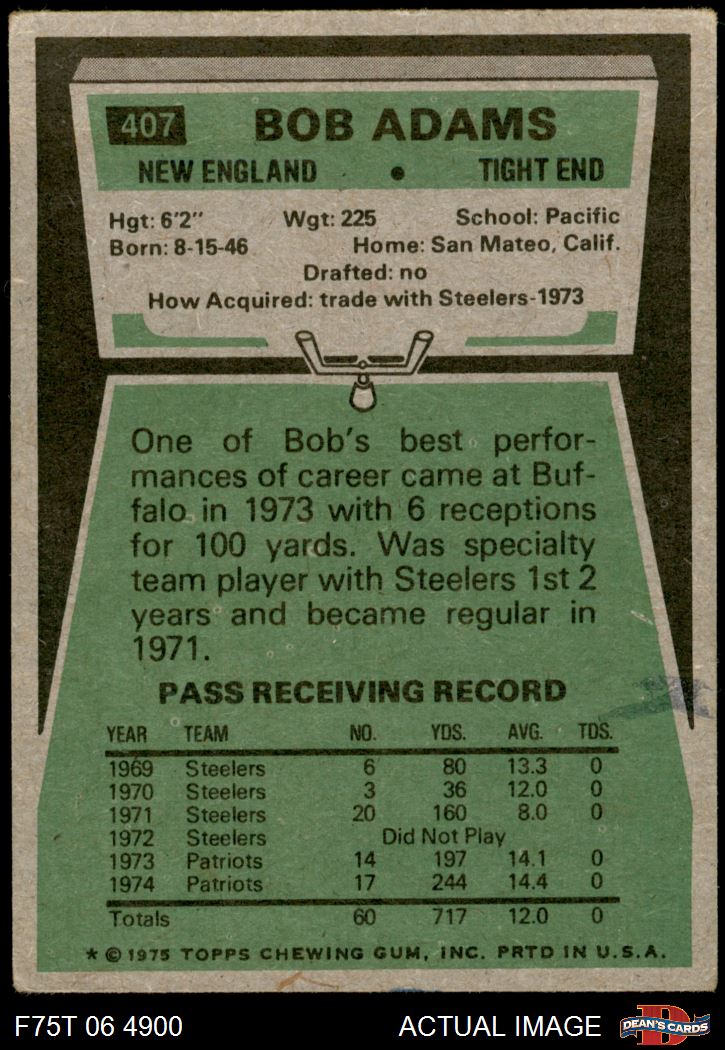 407 BOB ADAMS
NEW ENGLAND • TIGHT END
Hgt: 6'2" Wgt: 225 School: Pacific
Born: 8-15-46 Home: San Mateo, Calif.
Drafted: no
How Acquired: trade with Steelers-1973
One of Bob's best perfor-
mances of career came at Buf-
falo in 1973 with 6 receptions
for 100 yards. Was specialty
team player with Steelers 1st 2
years and became regular in
1971.
PASS RECEIVING RECORD
YEAR TEAM NO. YDS. AVG. TDS.
1969 Steelers 6 80 13.3 0
1970 Steelers 3 36 12.0 0
1971 Steelers 20 160 8.0 0
1972 Steelers Did Not Play
1973 Patriots 14 197 14.1 0
1974 Patriots 17 244 14.4 0
Totals 60 717 12.0 0
* © 1975 TOPPS CHEWING GUM, INC. PRTD IN U.S.A.
F75T 06 4900 ACTUAL IMAGE DEAN'S CARDS